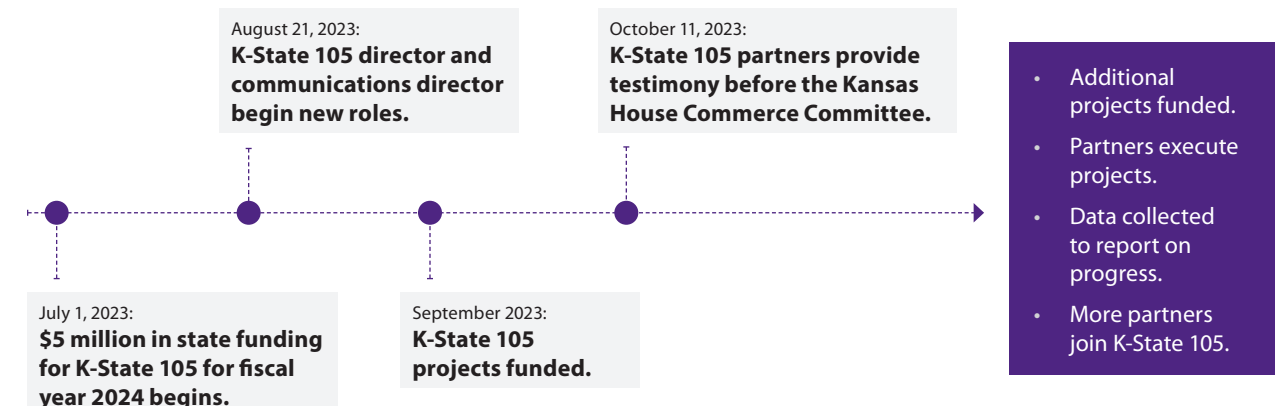 August 21, 2023:
K-State 105 director and
communications director
begin new roles.
October 11, 2023:
K-State 105 partners provide
testimony before the Kansas
House Commerce Committee.
July 1, 2023:
$5 million in state funding
for K-State 105 for fiscal
year 2024 begins.
September 2023:
K-State 105
projects funded.
• Additional
projects funded.
• Partners execute
projects.
• Data collected
to report on
progress.
• More partners
join K-State 105.